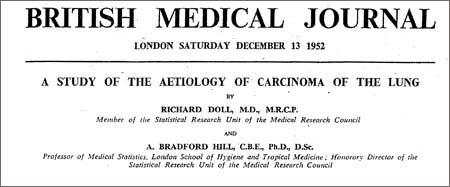 BRITISH MEDICAL JOURNAL
LONDON SATURDAY DECEMBER 13 1952
A STUDY OF THE AETIOLOGY OF CARCINOMA OF THE LUNG
BY
RICHARD DOLL, M.D., M.R.C.P.
Member of the Statistical Research Unit of the Medical Research Council
AND
A. BRADFORD HILL, C.B.E., Ph.D., D.Sc.
Professor of Medical Statistics, London School of Hygiene and Tropical Medicine; Honorary Director of the
Statistical Research Unit of the Medical Research Council